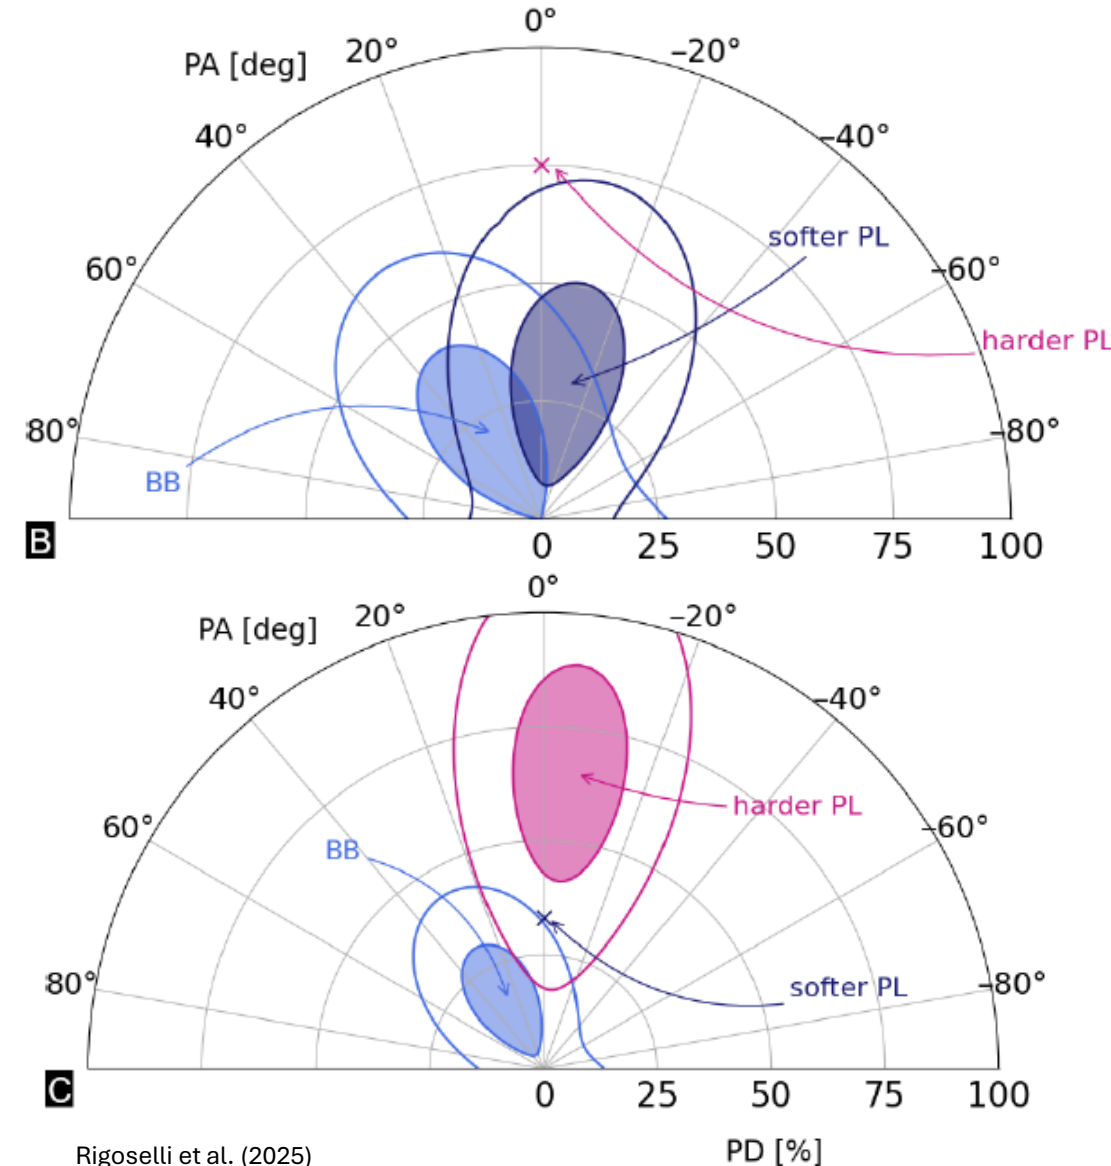 0°
PA [deg]
20°
–20°
40°
–40°
softer PL
60°
–60°
harder PL
80°
–80°
BB
B
0 25 50 75 100
0°
PA [deg]
20°
–20°
40°
–40°
harder PL
60°
–60°
BB
80°
–80°
softer PL
C
0 25 50 75 100
Rigoselli et al. (2025)
PD [%]